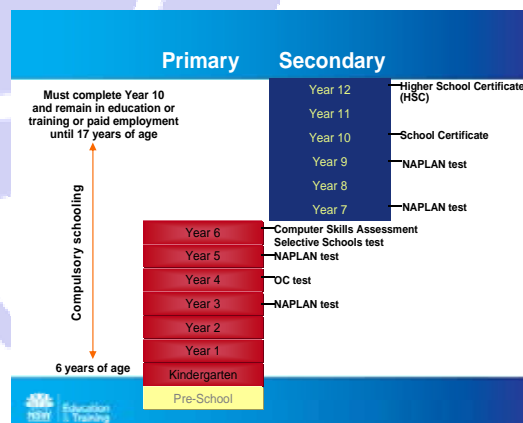 Primary Secondary
Must complete Year 10
and remain in education or
training or paid employment
until 17 years of age
Compulsory schooling
6 years of age
Year 12
Higher School Certificate
(HSC)
Year 11
Year 10
School Certificate
Year 9
NAPLAN test
Year 8
Year 7
NAPLAN test
Year 6
Computer Skills Assessment
Selective Schools test
Year 5
NAPLAN test
Year 4
OC test
Year 3
NAPLAN test
Year 2
Year 1
Kindergarten
Pre-School
NSW
Education
& Training